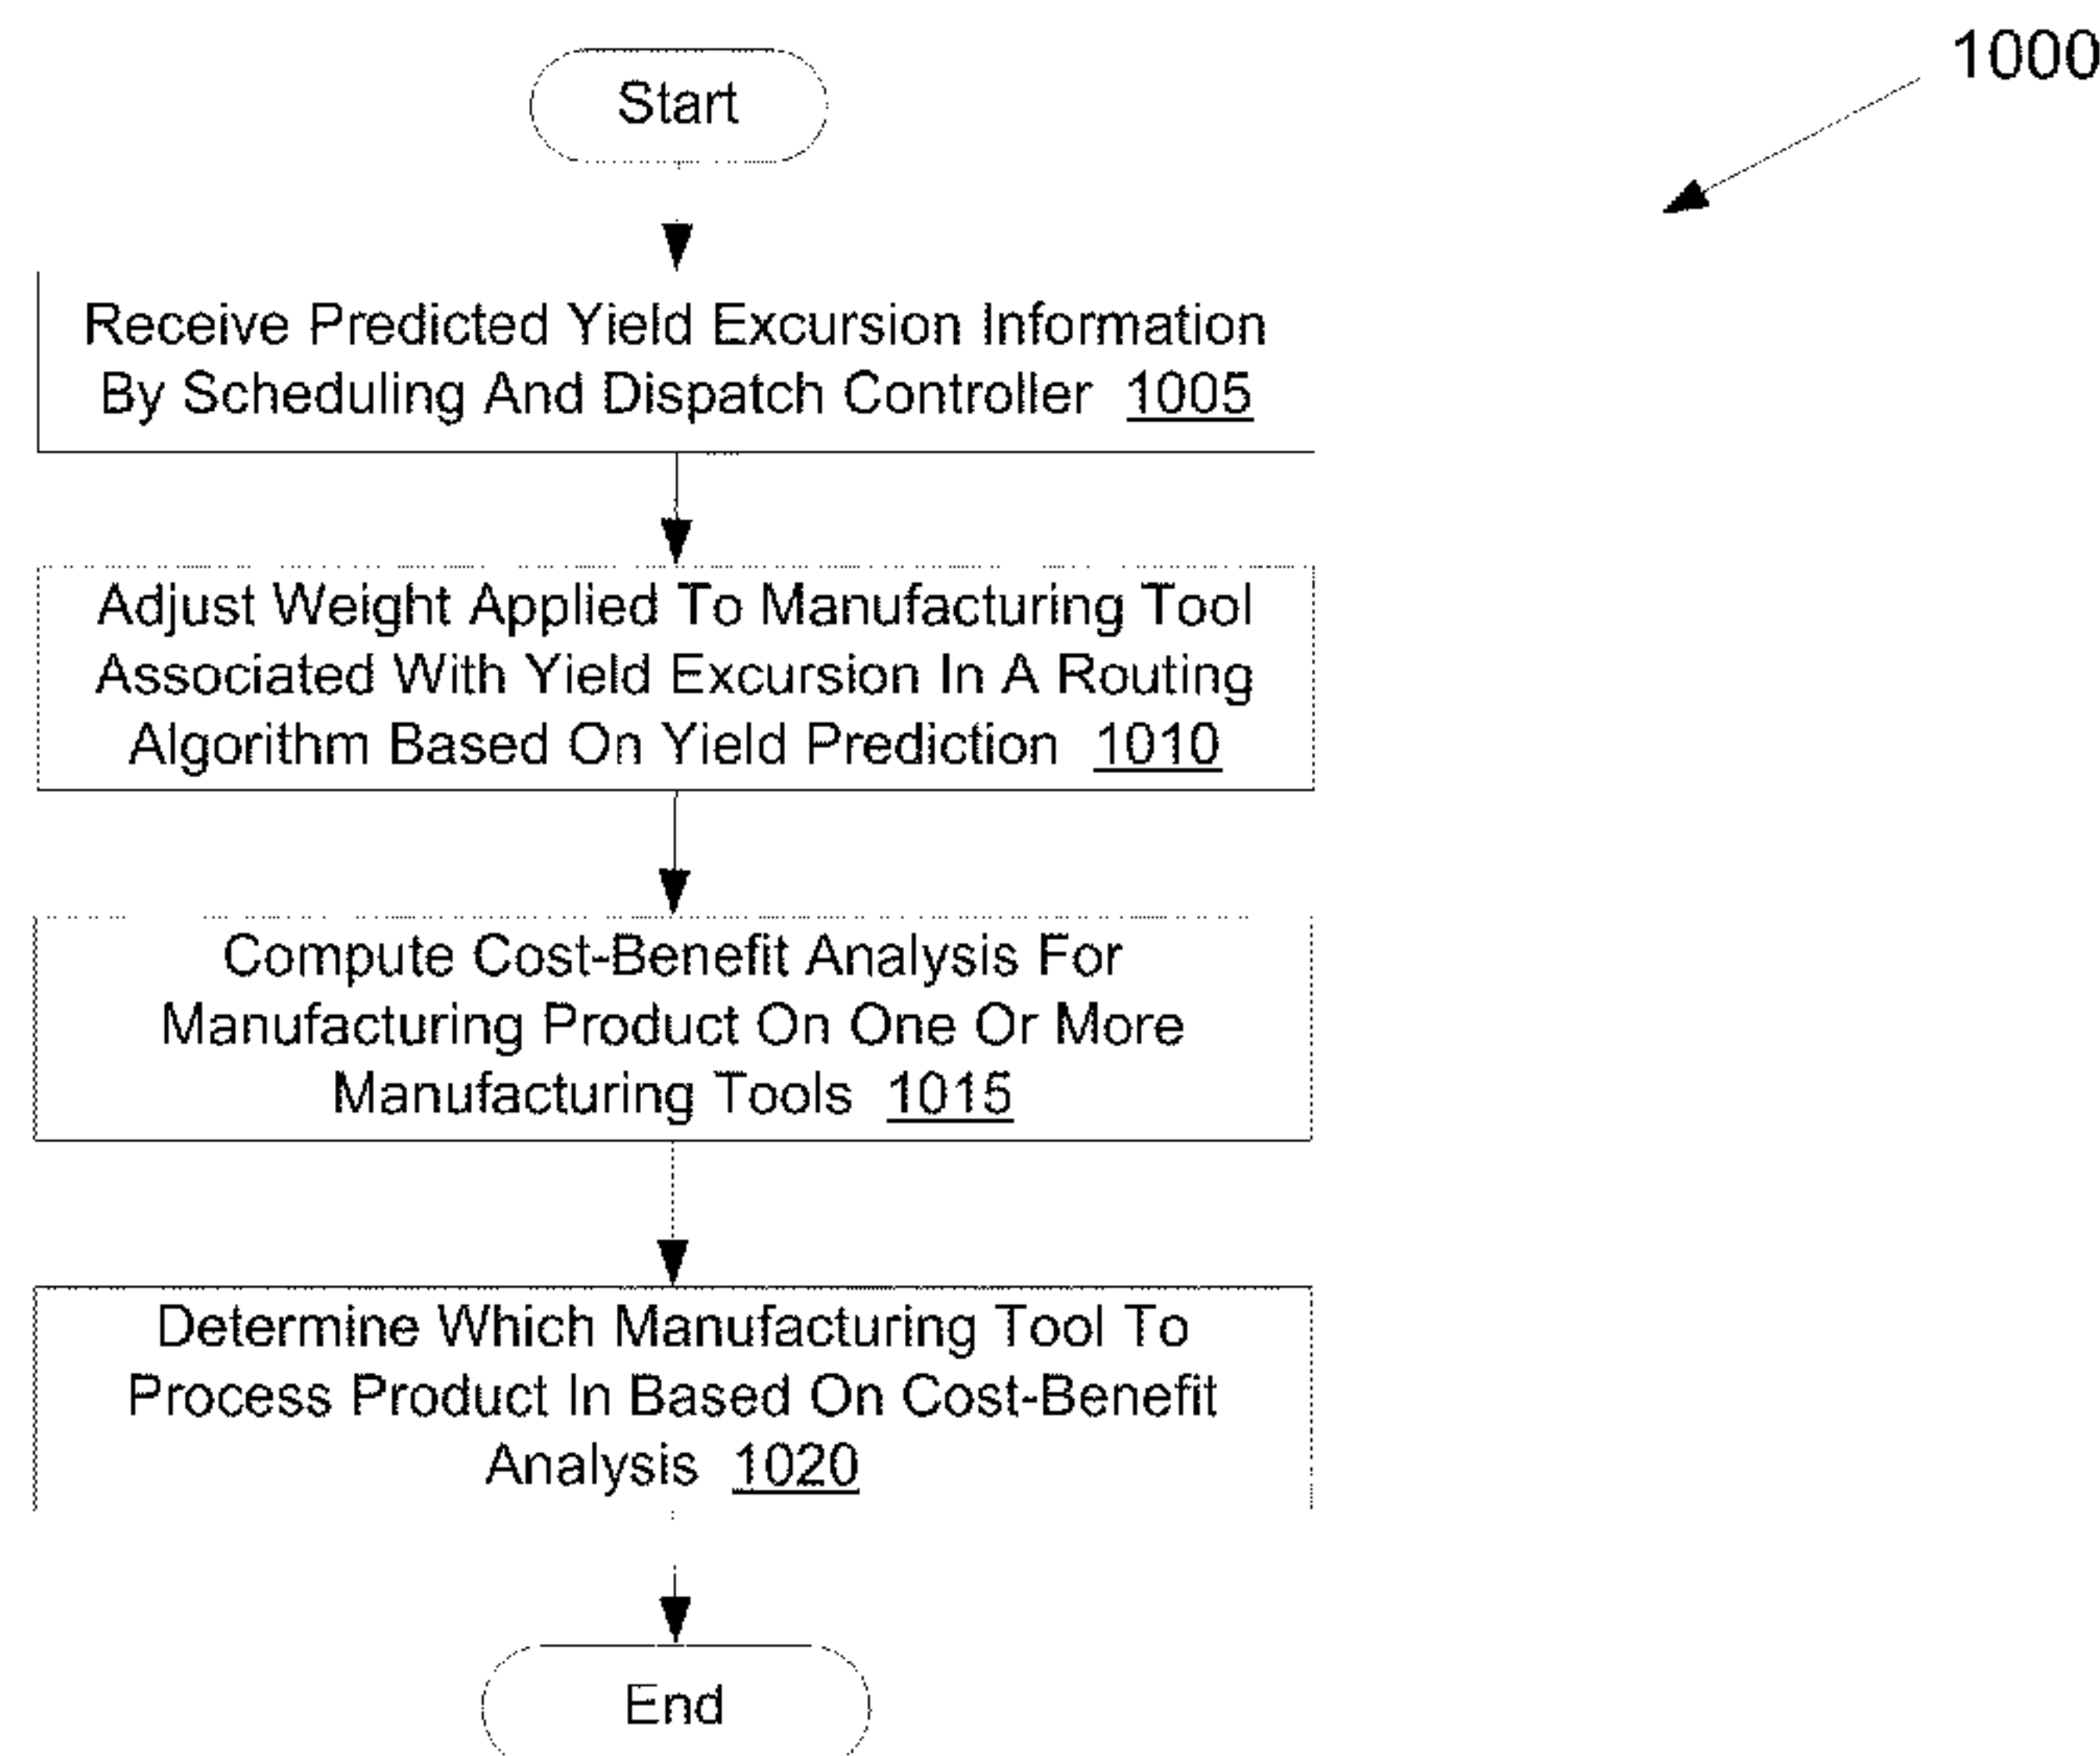 1000
Start
Receive Predicted Yield Excursion Information
By Scheduling And Dispatch Controller 1005
Adjust Weight Applied To Manufacturing Tool
Associated With Yield Excursion In A Routing
Algorithm Based On Yield Prediction 1010
Compute Cost-Benefit Analysis For
Manufacturing Product On One Or More
Manufacturing Tools 1015
Determine Which Manufacturing Tool To
Process Product In Based On Cost-Benefit
Analysis 1020
End